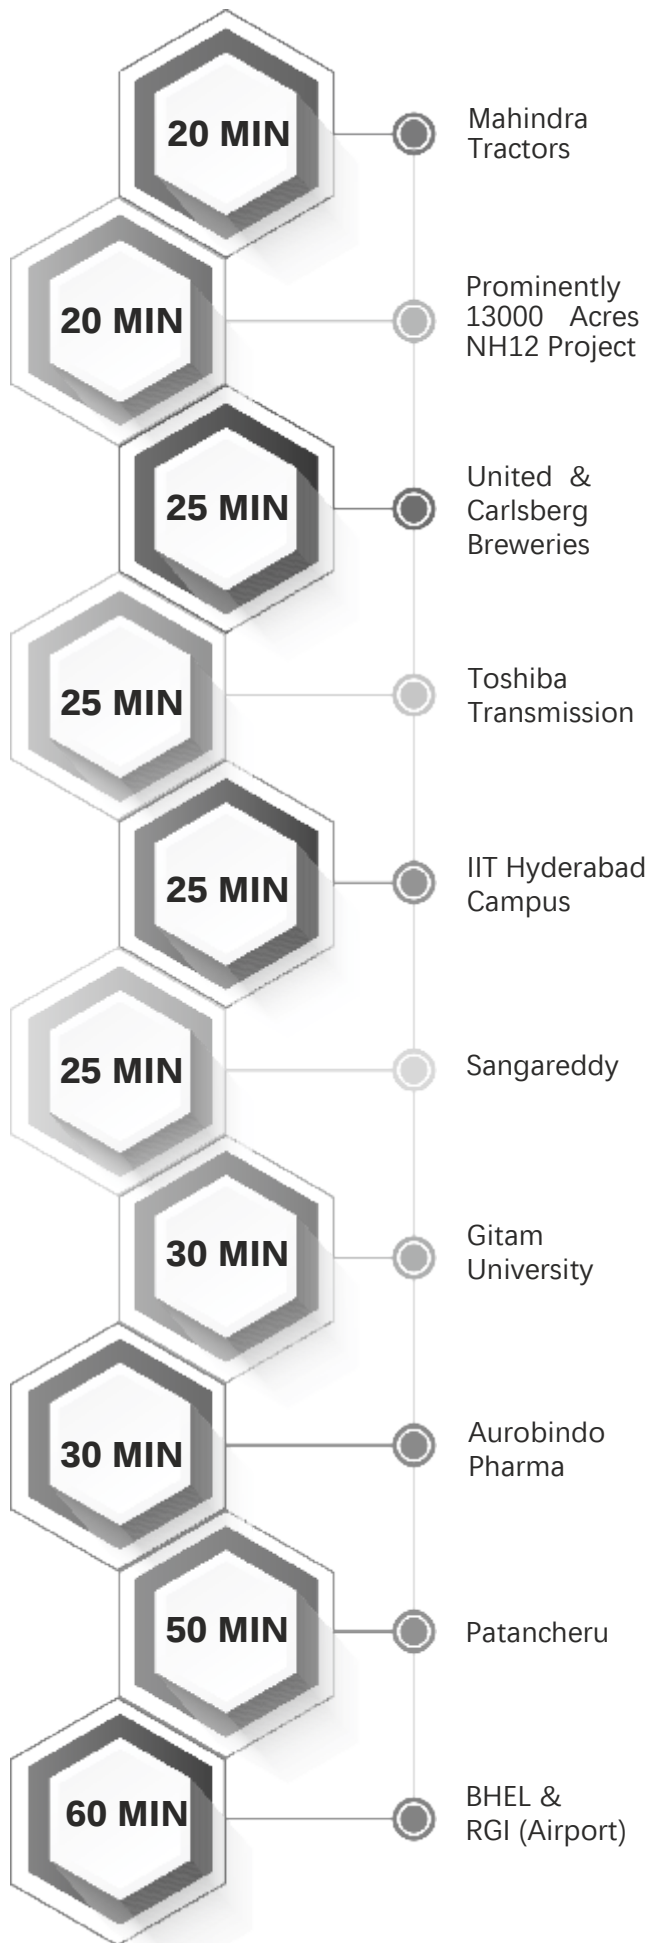 20 MIN
Mahindra
Tractors
20 MIN
Prominently
13000 Acres
NH12 Project
25 MIN
United &
Carlsberg
Breweries
25 MIN
Toshiba
Transmission
25 MIN
IIT Hyderabad
Campus
25 MIN
Sangareddy
30 MIN
Gitam
University
30 MIN
Aurobindo
Pharma
50 MIN
Patancheru
60 MIN
BHEL &
RGI (Airport)